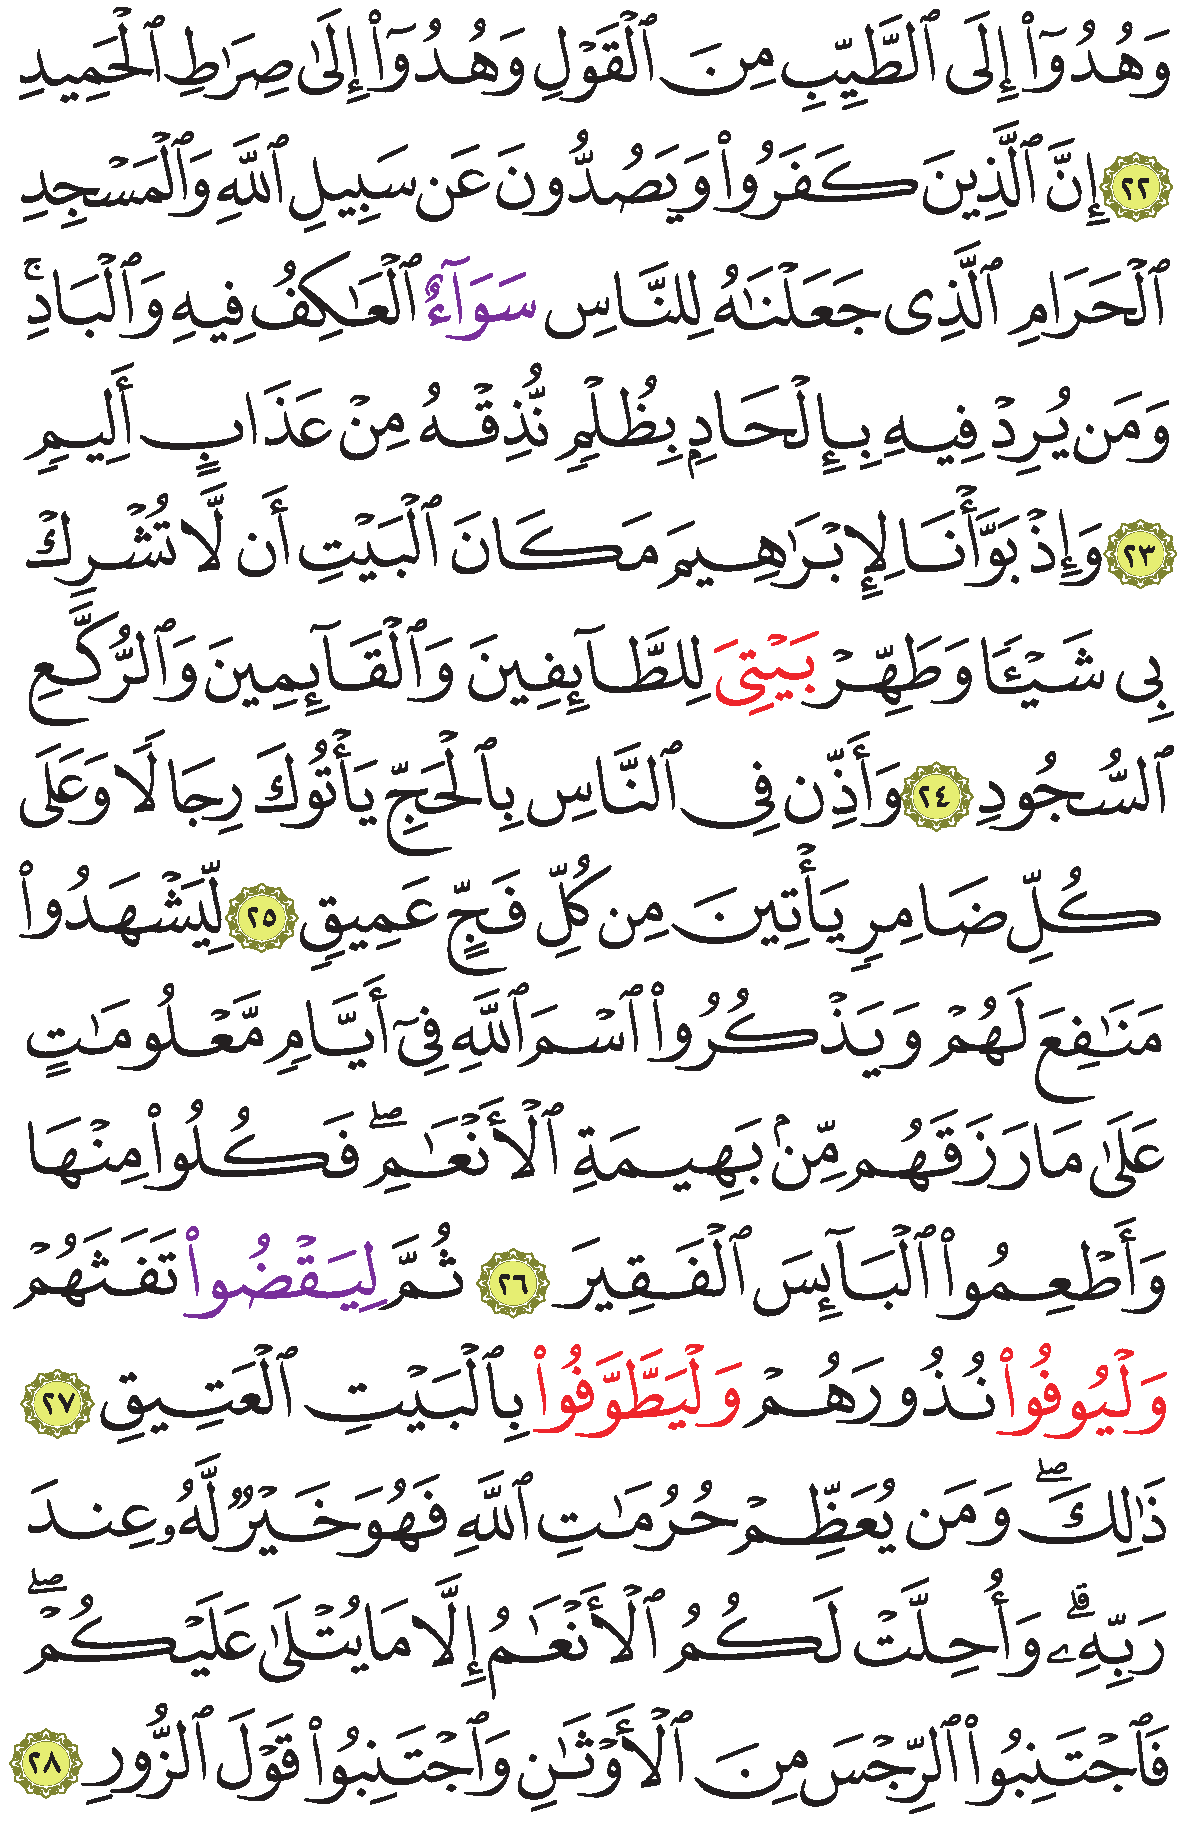 وَهُدُوٓاْ إِلَى ٱلطَّيِّبِ مِنَ ٱلۡقَوۡلِ وَهُدُوٓاْ إِلَىٰ صِرَٰطِ ٱلۡحَمِيدِ
٢٢ إِنَّ ٱلَّذِينَ كَفَرُواْ وَيَصُدُّونَ عَن سَبِيلِ ٱللَّهِ وَٱلۡمَسۡجِدِ
ٱلۡحَرَامِ ٱلَّذِى جَعَلۡنَٰهُ لِلنَّاسِ سَوَآءٌ ٱلۡعَٰكِفُ فِيهِ وَٱلۡبَادِۚ
وَمَن يُرِدۡ فِيهِ بِإِلۡحَادِۭ بِظُلۡمٖ نُّذِقۡهُ مِنۡ عَذَابٍ أَلِيمٖ
٢٣ وَإِذۡ بَوَّأۡنَا لِإِبۡرَٰهِيمَ مَكَانَ ٱلۡبَيۡتِ أَن لَّا تُشۡرِكۡ
بِى شَيۡـٔٗا وَطَهِّرۡ بَيۡتِىَ لِلطَّآئِفِينَ وَٱلۡقَآئِمِينَ وَٱلرُّكَّعِ
ٱلسُّجُودِ ٢٤ وَأَذِّن فِى ٱلنَّاسِ بِٱلۡحَجِّ يَأۡتُوكَ رِجَالٗا وَعَلَى
كُلِّ ضَامِرٖ يَأۡتِينَ مِن كُلِّ فَجٍّ عَمِيقٖ ٢٥ لِّيَشۡهَدُواْ
مَنَٰفِعَ لَهُمۡ وَيَذۡكُرُواْ ٱسۡمَ ٱللَّهِ فِىٓ أَيَّامٖ مَّعۡلُومَٰتٍ
عَلَىٰ مَا رَزَقَهُم مِّنۢ بَهِيمَةِ ٱلۡأَنۡعَٰمِۖ فَكُلُواْ مِنۡهَا
وَأَطۡعِمُواْ ٱلۡبَآئِسَ ٱلۡفَقِيرَ ٢٦ ثُمَّ لِيَقۡضُواْ تَفَثَهُمۡ
وَلۡيُوفُواْ نُذُورَهُمۡ وَلۡيَطَّوَّفُواْ بِٱلۡبَيۡتِ ٱلۡعَتِيقِ ٢٧
ذَٰلِكَۖ وَمَن يُعَظِّمۡ حُرُمَٰتِ ٱللَّهِ فَهُوَ خَيۡرٞ لَّهُۥ عِندَ
رَبِّهِۦۗ وَأُحِلَّتۡ لَكُمُ ٱلۡأَنۡعَٰمُ إِلَّا مَا يُتۡلَىٰ عَلَيۡكُمۡۖ
فَٱجۡتَنِبُواْ ٱلرِّجۡسَ مِنَ ٱلۡأَوۡثَٰنِ وَٱجۡتَنِبُواْ قَوۡلَ ٱلزُّورِ ٢٨